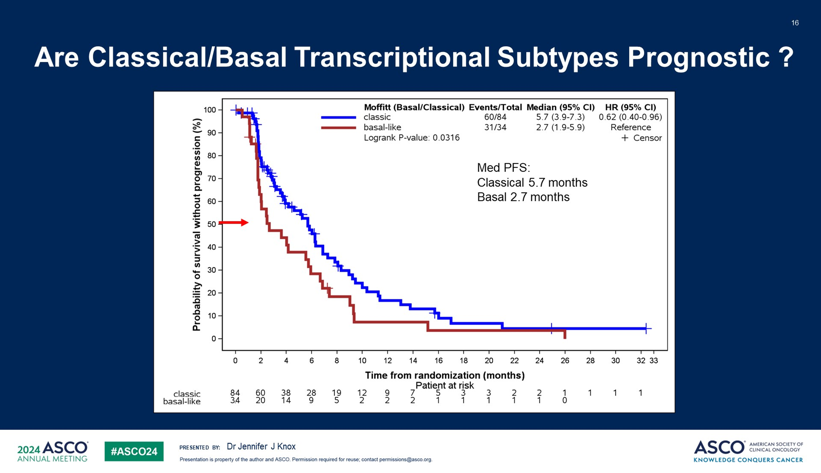 16
Are Classical/Basal Transcriptional Subtypes Prognostic ?
Moffitt (Basal/Classical) Events/Total Median (95% CI) HR (95% CI)
classic 60/84 5.7 (3.9-7.3) 0.62 (0.40-0.96)
basal-like 31/34 2.7 (1.9-5.9) Reference
Logrank P-value: 0.0316 + Censor
Med PFS:
Classical 5.7 months
Basal 2.7 months
Probability of survival without progression (%)
100
90
80
70
60
50
40
30
20
10
0
0 2 4 6 8 10 12 14 16 18 20 22 24 26 28 30 32 33
Time from randomization (months)
Patient at risk
classic 84 60 38 28 19 12 9 7 5 3 3 2 2 1 1 1 1
basal-like 34 20 14 9 5 2 2 2 1 1 1 1 1 0
2024 ASCO®
ANNUAL MEETING
#ASCO24
PRESENTED BY: Dr Jennifer J Knox
Presentation is property of the author and ASCO. Permission required for reuse; contact permissions@asco.org.
ASCO® AMERICAN SOCIETY OF
CLINICAL ONCOLOGY
KNOWLEDGE CONQUERS CANCER